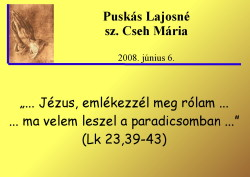 Puskás Lajosné
sz. Cseh Mária
2008. június 6.
„... Jézus, emlékezzél meg rólam ...
... ma velem leszel a paradicsomban ...”
(Lk 23,39-43)